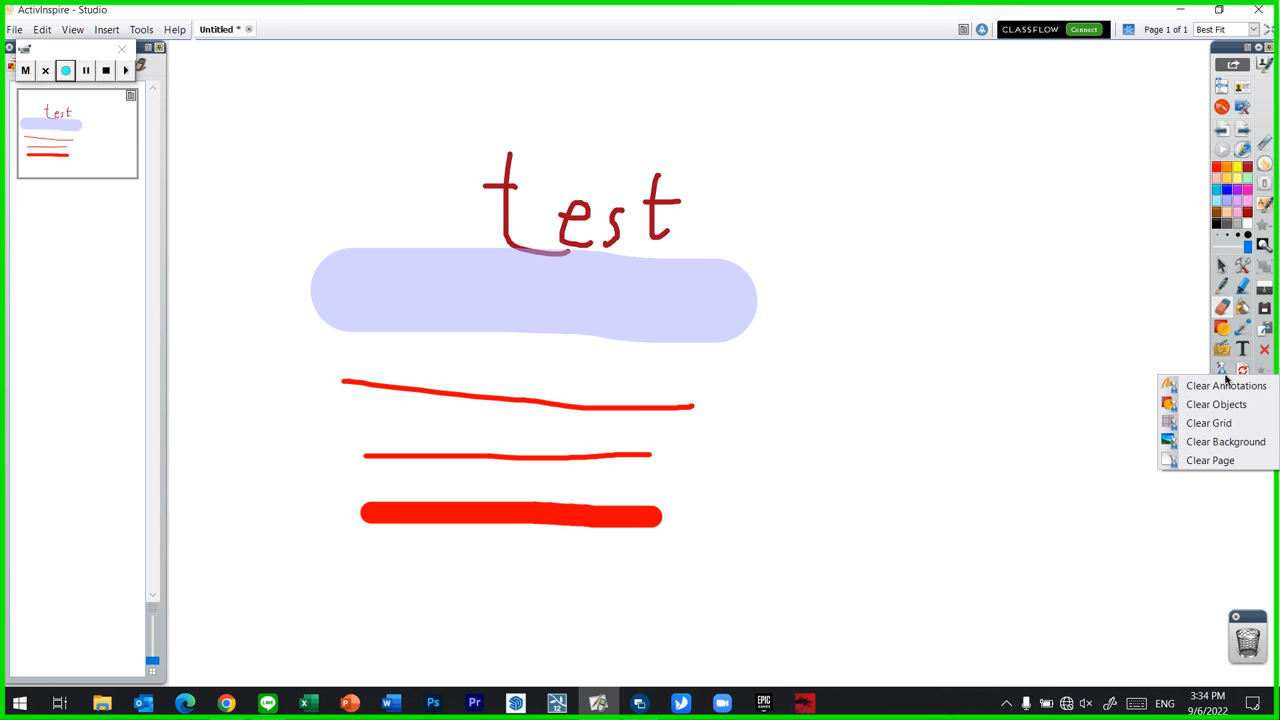 ActivInspire - Studio
File Edit View Insert Tools Help Untitled * CLASSFLOW Connect Page 1 of 1 Best Fit
M
test
test
T
Clear Annotations
Clear Objects
Clear Grid
Clear Background
Clear Page
ENG
3:34 PM
9/6/2022